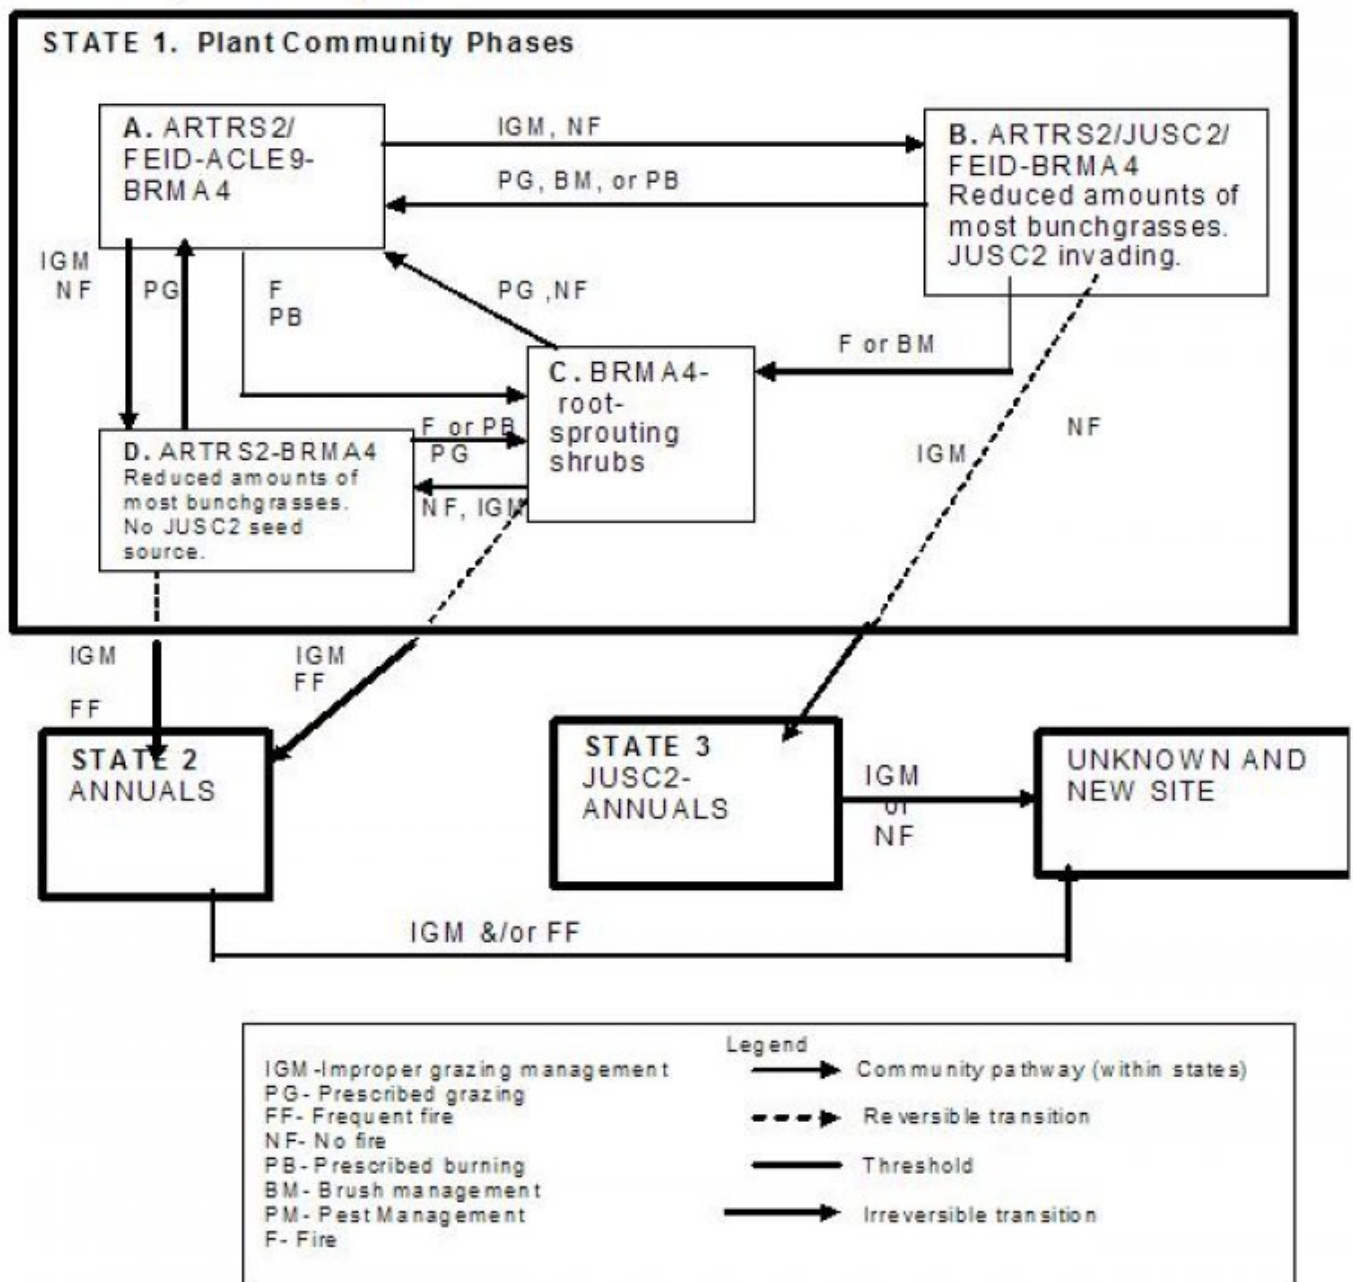 STATE 1. Plant Community Phases
A. ARTRS2/
FEID-ACLE9-
BRMA4
IGM, NF
PG, BM, or PB
B. ARTRS2/JUSC2/
FEID-BRMA4
Reduced amounts of
most bunchgrasses.
JUSC2 invading.
IGM
NF
PG
F
PB
PG ,NF
F or BM
C. BRMA4-
root-
sprouting
shrubs
D. ARTRS2-BRMA4
Reduced amounts of
most bunchgrasses.
No JUSC2 seed
source.
F or PB
PG
NF, IGM
IGM
NF
IGM
FF
IGM
FF
STATE 2
ANNUALS
STATE 3
JUSC2-
ANNUALS
IGM
or
NF
UNKNOWN AND
NEW SITE
IGM &/or FF
Legend
IGM-Improper grazing management
PG- Prescribed grazing
FF- Frequent fire
NF- No fire
PB- Prescribed burning
BM- Brush management
PM- Pest Management
F- Fire
Community pathway (within states)
Reversible transition
Threshold
Irreversible transition